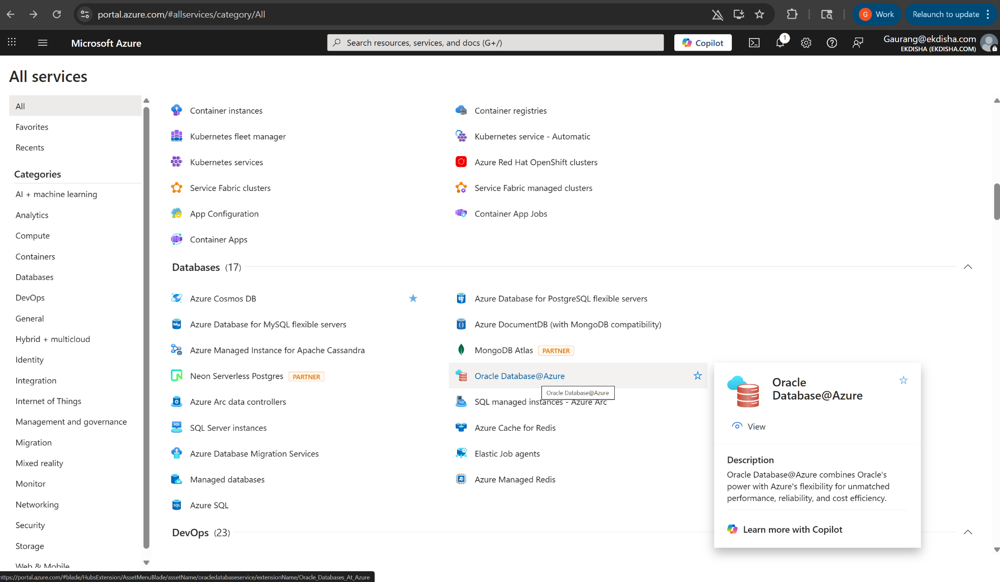 portal.azure.com/#allservices/category/All
G
Work
Relaunch to update
Microsoft Azure
Search resources, services, and docs (G+/)
Copilot
1
Gaurang@ekdisha.com
EKDISHA (EKDISHA.COM)
All services
All
Favorites
Recents
Categories
AI + machine learning
Analytics
Compute
Containers
Databases
DevOps
General
Hybrid + multicloud
Identity
Integration
Internet of Things
Management and governance
Migration
Mixed reality
Monitor
Networking
Security
Storage
Web & Mobile
Container instances
Container registries
Kubernetes fleet manager
Kubernetes service - Automatic
Kubernetes services
Azure Red Hat OpenShift clusters
Service Fabric clusters
Service Fabric managed clusters
App Configuration
Container App Jobs
Container Apps
Databases (17)
Azure Cosmos DB
Azure Database for PostgreSQL flexible servers
Azure Database for MySQL flexible servers
Azure DocumentDB (with MongoDB compatibility)
Azure Managed Instance for Apache Cassandra
MongoDB Atlas PARTNER
Neon Serverless Postgres PARTNER
Oracle Database@Azure
Oracle Database@Azure
Azure Arc data controllers
SQL managed instances - Azure Arc
SQL Server instances
Azure Cache for Redis
Azure Database Migration Services
Elastic Job agents
Managed databases
Azure Managed Redis
Azure SQL
DevOps (23)
Oracle
Database@Azure
View
Description
Oracle Database@Azure combines Oracle's
power with Azure's flexibility for unmatched
performance, reliability, and cost efficiency.
Learn more with Copilot
https://portal.azure.com/#blade/HubsExtension/AssetMenuBlade/assetName/oracledatabaseservice/extensionName/Oracle_Databases_At_Azure